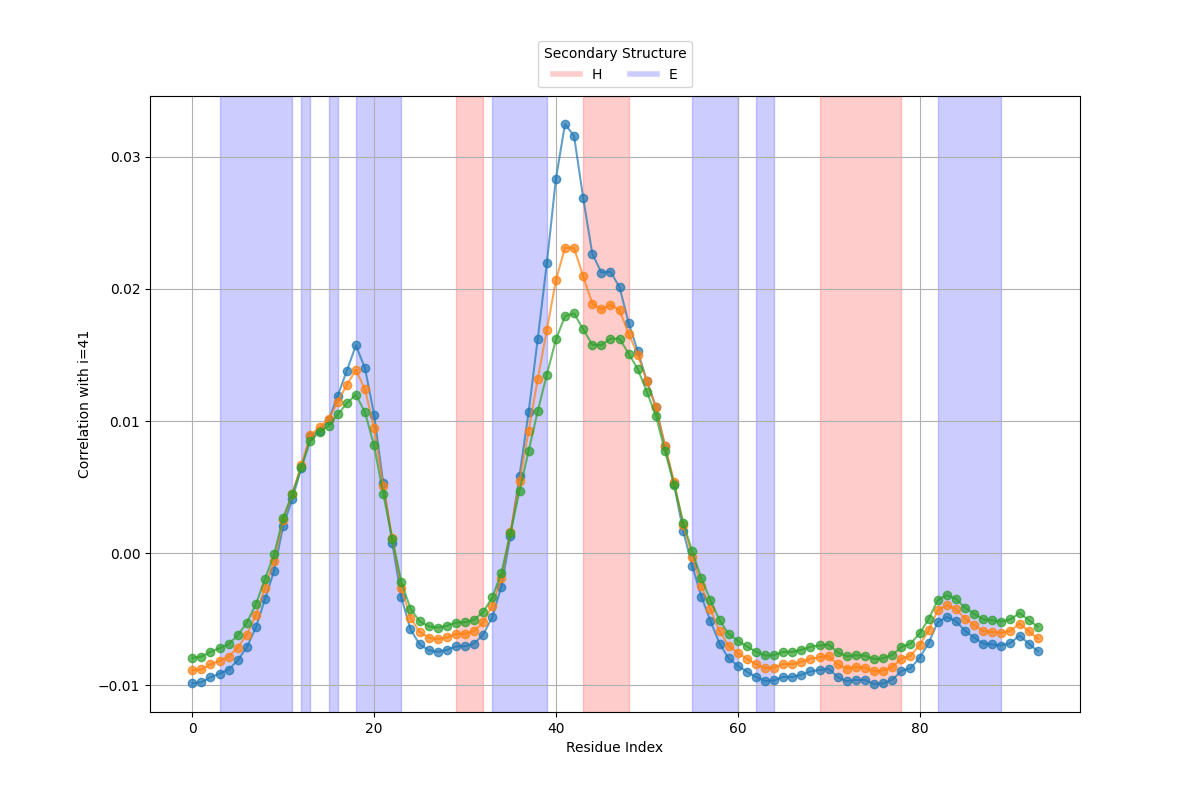 Secondary Structure
H E
Correlation with i=41
0.03
0.02
0.01
0.00
−0.01
0 20 40 60 80
Residue Index